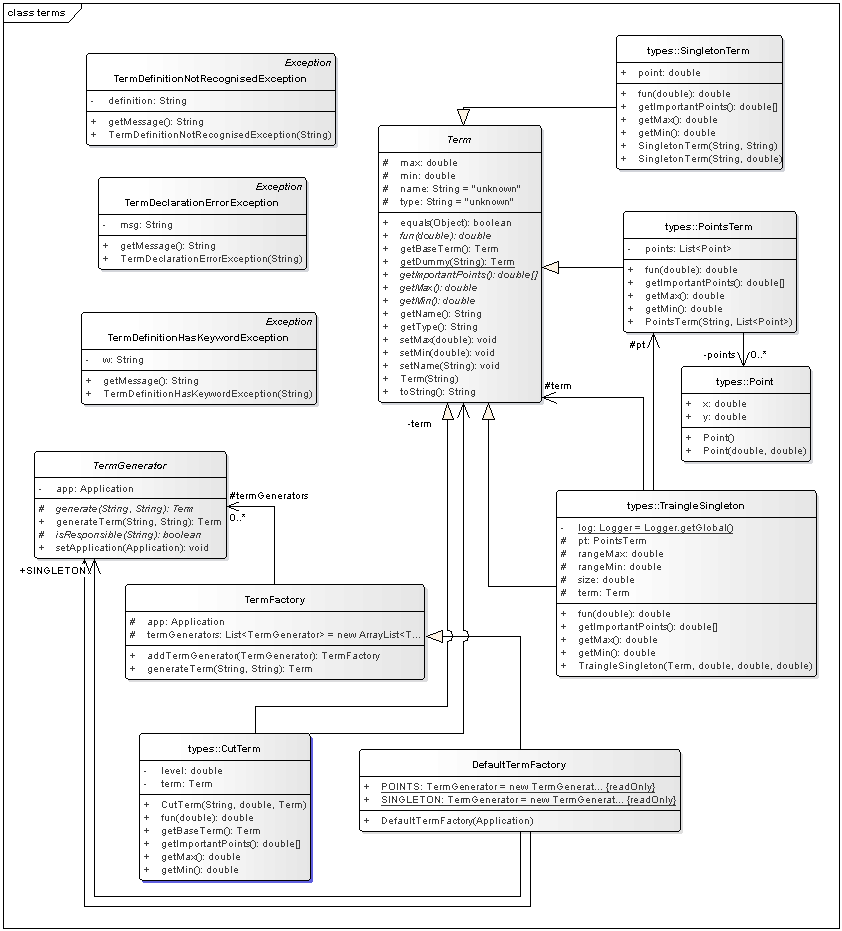 class terms
Exception
TermDefinitionNotRecognisedException
- definition: String
+ getMessage(): String
+ TermDefinitionNotRecognisedException(String)
Exception
TermDeclarationErrorException
- msg: String
+ getMessage(): String
+ TermDeclarationErrorException(String)
Exception
TermDefinitionHasKeywordException
- w: String
+ getMessage(): String
+ TermDefinitionHasKeywordException(String)
Term
# max: double
# min: double
# name: String = "unknown"
# type: String = "unknown"
+ equals(Object): boolean
+ fun(double): double
+ getBaseTerm(): Term
+ getDummy(String): Term
+ getImportantPoints(): double[]
+ getMax(): double
+ getMin(): double
+ getName(): String
+ getType(): String
+ setMax(double): void
+ setMin(double): void
+ setName(String): void
+ Term(String)
+ toString(): String
types::SingletonTerm
+ point: double
+ fun(double): double
+ getImportantPoints(): double[]
+ getMax(): double
+ getMin(): double
+ SingletonTerm(String, String)
+ SingletonTerm(String, double)
types::PointsTerm
- points: List<Point>
+ fun(double): double
+ getImportantPoints(): double[]
+ getMax(): double
+ getMin(): double
+ PointsTerm(String, List<Point>)
#pt
-points
0..*
types::Point
+ x: double
+ y: double
+ Point()
+ Point(double, double)
#term
-term
TermGenerator
- app: Application
# generate(String, String): Term
+ generateTerm(String, String): Term
# isResponsible(String): boolean
+ setApplication(Application): void
#termGenerators
0..*
+SINGLETON
types::TraingleSingleton
- log: Logger = Logger.getGlobal()
# pt: PointsTerm
# rangeMax: double
# rangeMin: double
# size: double
# term: Term
+ fun(double): double
+ getImportantPoints(): double[]
+ getMax(): double
+ getMin(): double
+ TraingleSingleton(Term, double, double, double)
TermFactory
# app: Application
# termGenerators: List<TermGenerator> = new ArrayList<T...
+ addTermGenerator(TermGenerator): TermFactory
+ generateTerm(String, String): Term
types::CutTerm
- level: double
- term: Term
+ CutTerm(String, double, Term)
+ fun(double): double
+ getBaseTerm(): Term
+ getImportantPoints(): double[]
+ getMax(): double
+ getMin(): double
DefaultTermFactory
+ POINTS: TermGenerator = new TermGenerat... {readOnly}
+ SINGLETON: TermGenerator = new TermGenerat... {readOnly}
+ DefaultTermFactory(Application)